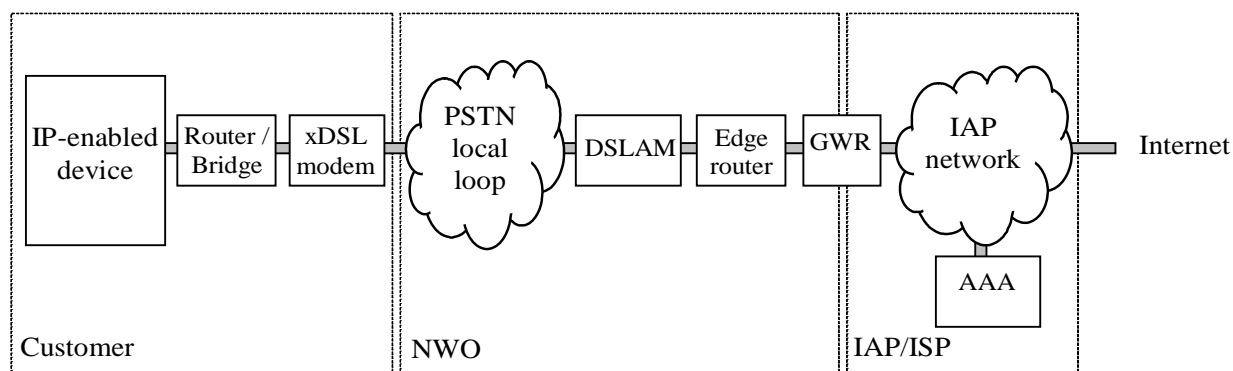 IP-enabled
device
Router /
Bridge
xDSL
modem
PSTN
local
loop
DSLAM
Edge
router
GWR
IAP
network
Internet
AAA
Customer
NWO
IAP/ISP